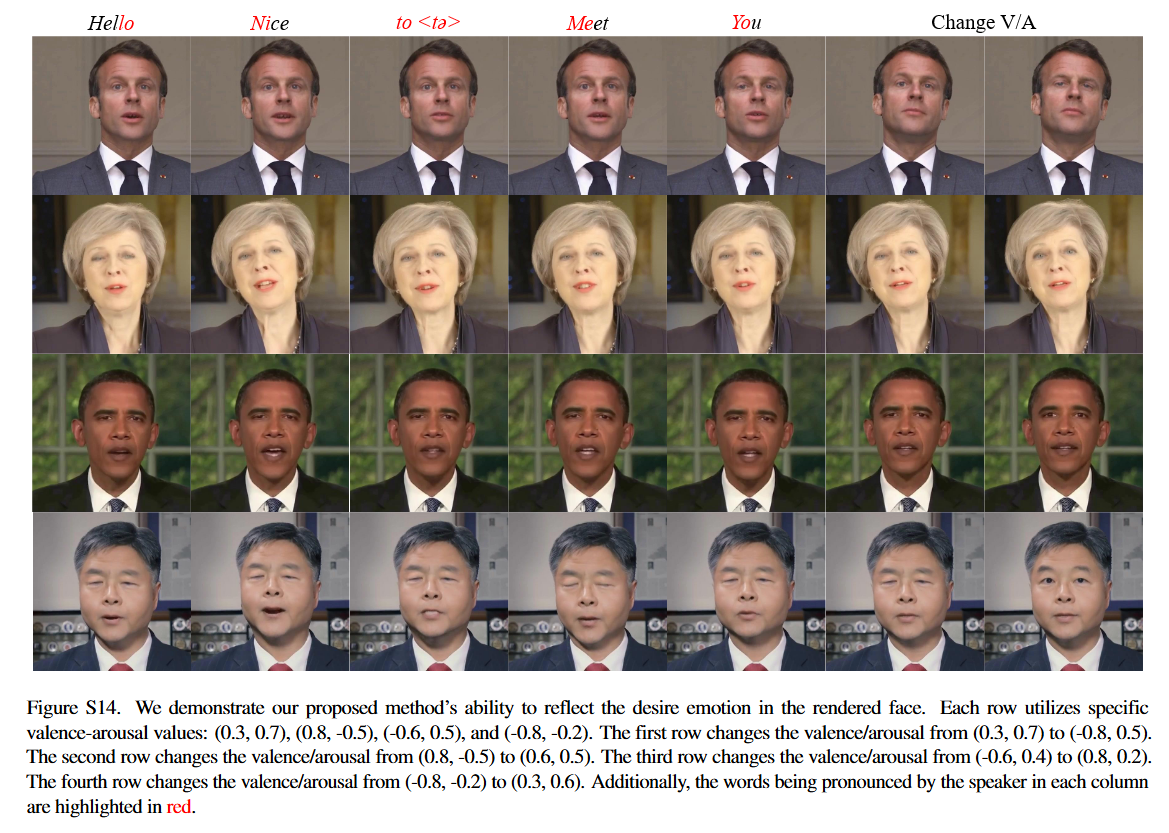 Hello Nice to <tə> Meet You Change V/A
Figure S14. We demonstrate our proposed method's ability to reflect the desire emotion in the rendered face. Each row utilizes specific
valence-arousal values: (0.3, 0.7), (0.8, -0.5), (-0.6, 0.5), and (-0.8, -0.2). The first row changes the valence/arousal from (0.3, 0.7) to (-0.8, 0.5).
The second row changes the valence/arousal from (0.8, -0.5) to (0.6, 0.5). The third row changes the valence/arousal from (-0.6, 0.4) to (0.8, 0.2).
The fourth row changes the valence/arousal from (-0.8, -0.2) to (0.3, 0.6). Additionally, the words being pronounced by the speaker in each column
are highlighted in red.